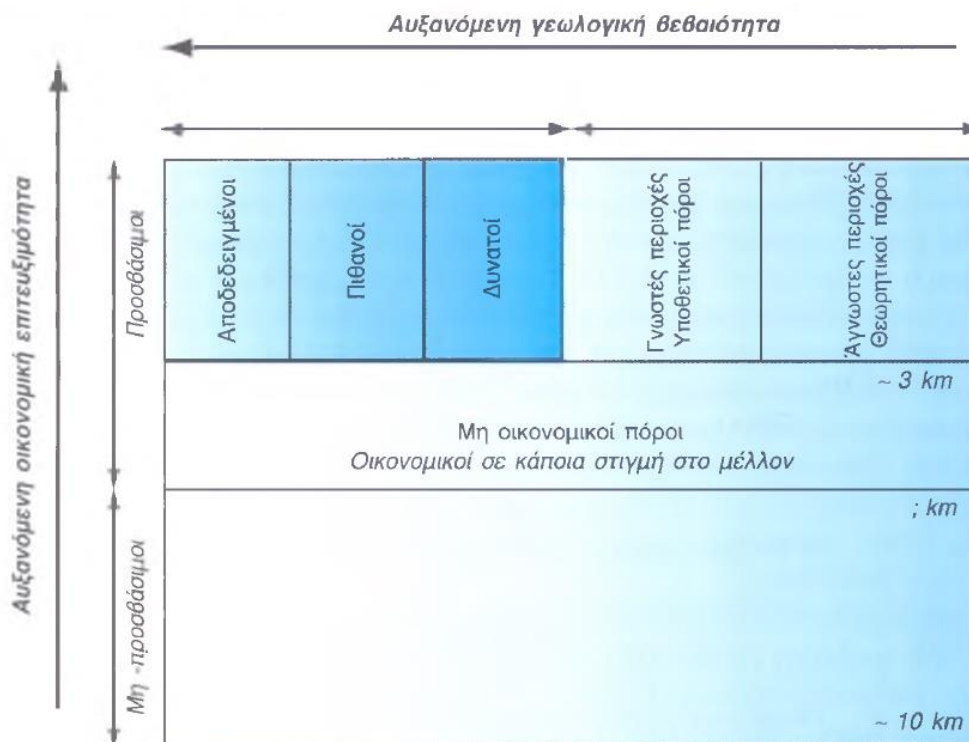 Αυξανόμενη γεωλογική βεβαιότητα
Αυξανόμενη οικονομική επιτευξιμότητα
Προσβάσιμοι
Αποδεδειγμένοι
Πιθανοί
Δυνατοί
Γνωστές περιοχές
Υποθετικοί πόροι
Άγνωστες περιοχές
Θεωρητικοί πόροι
~ 3 km
Μη οικονομικοί πόροι
Οικονομικοί σε κάποια στιγμή στο μέλλον
; km
Μη -προσβάσιμοι
~ 10 km